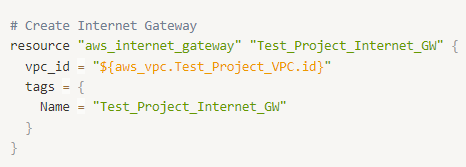 # Create Internet Gateway
resource "aws_internet_gateway" "Test_Project_Internet_GW" {
  vpc_id = "${aws_vpc.Test_Project_VPC.id}"
  tags = {
    Name = "Test_Project_Internet_GW"
  }
}